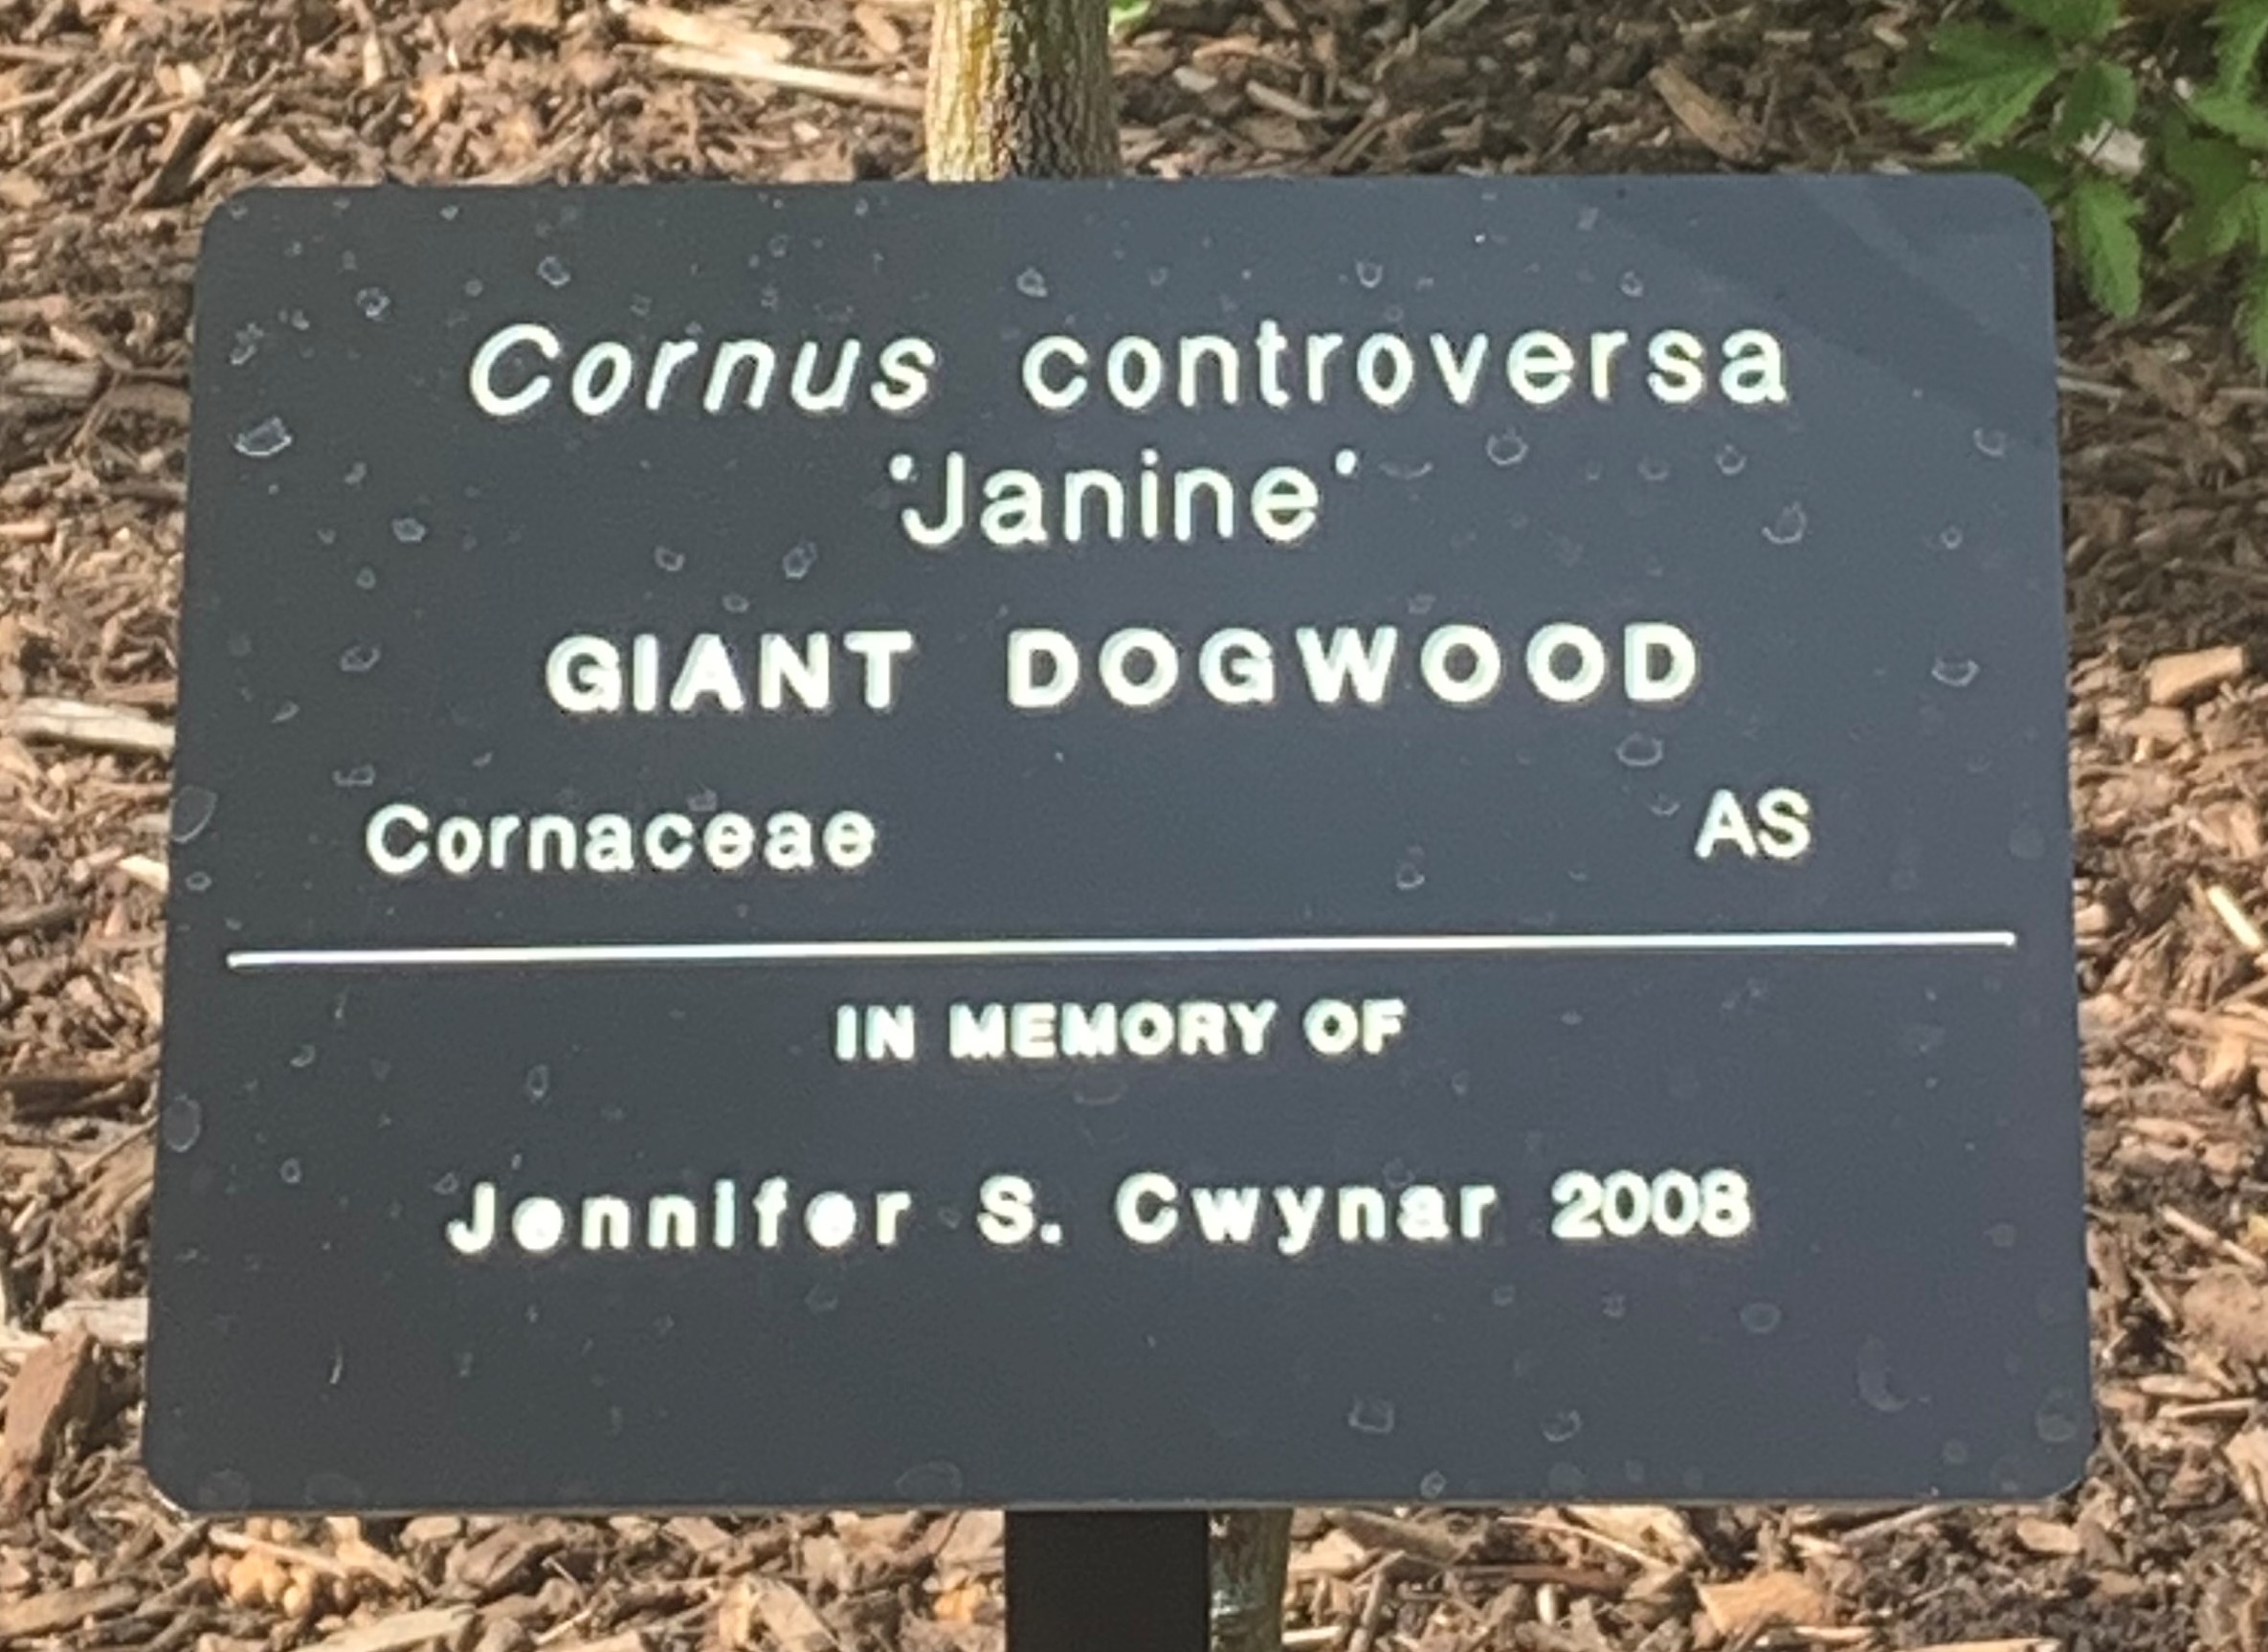 Cornus controversa
'Janine'
GIANT DOGWOOD
Cornaceae AS
IN MEMORY OF
Jennifer S. Cwynar 2008